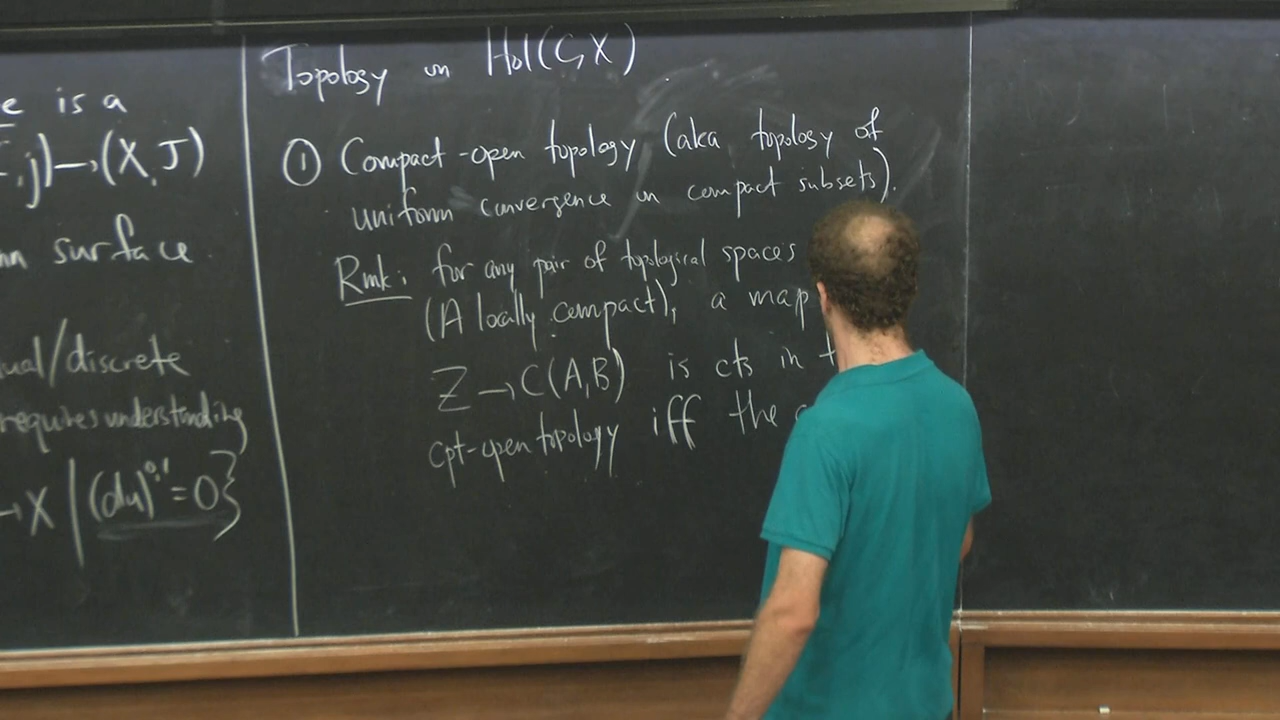 is a
j)→(X,J)
surface
/discrete
requires understanding
→X | (du)^{0,1}=0}
Topology on Hol(C,X)
① Compact-open topology (aka topology of
uniform convergence on compact subsets).
Rmk: for any pair of topological spaces
(A locally compact), a map
Z→C(A,B) is cts in
cpt-open topology iff the